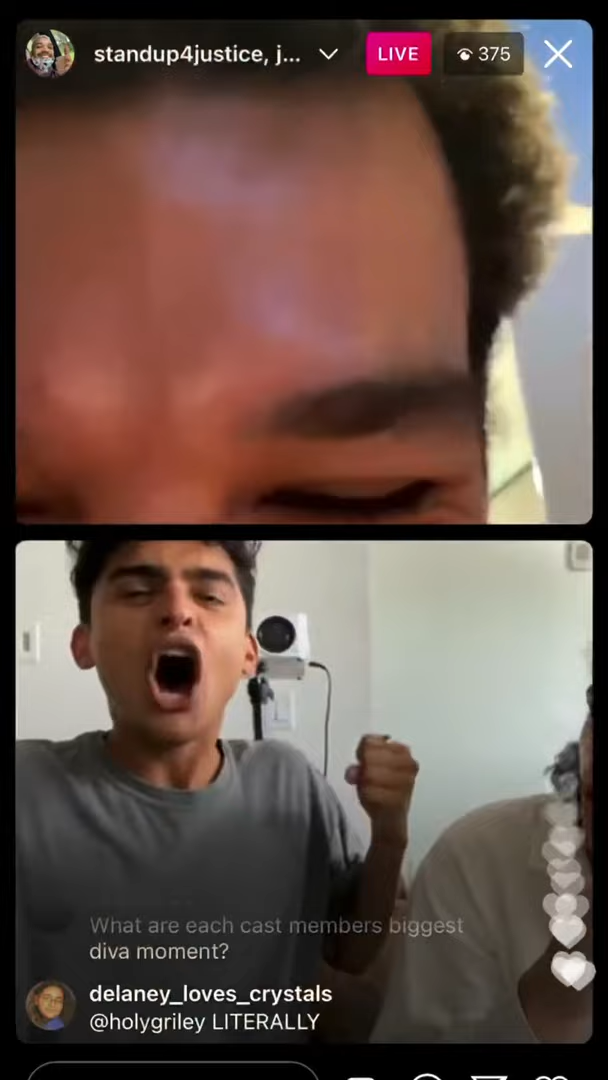 standup4justice, j...
LIVE
375
What are each cast members biggest
diva moment?
delaney_loves_crystals
@holygriley LITERALLY